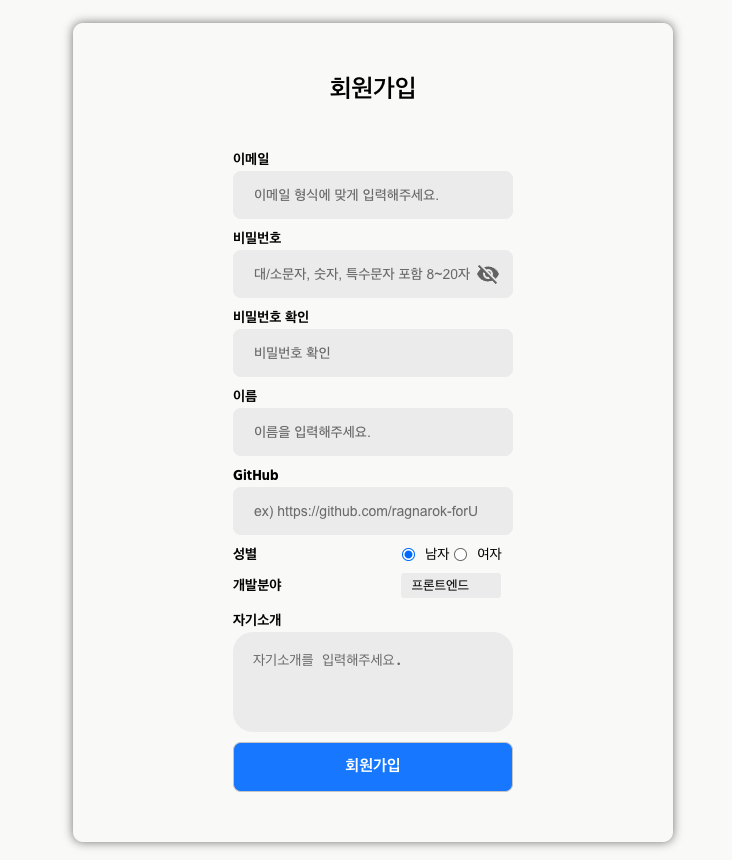 회원가입
이메일
이메일 형식에 맞게 입력해주세요.
비밀번호
대/소문자, 숫자, 특수문자 포함 8~20자
비밀번호 확인
비밀번호 확인
이름
이름을 입력해주세요.
GitHub
ex) https://github.com/ragnarok-forU
성별 남자 여자
개발분야 프론트엔드
자기소개
자기소개를 입력해주세요.
회원가입